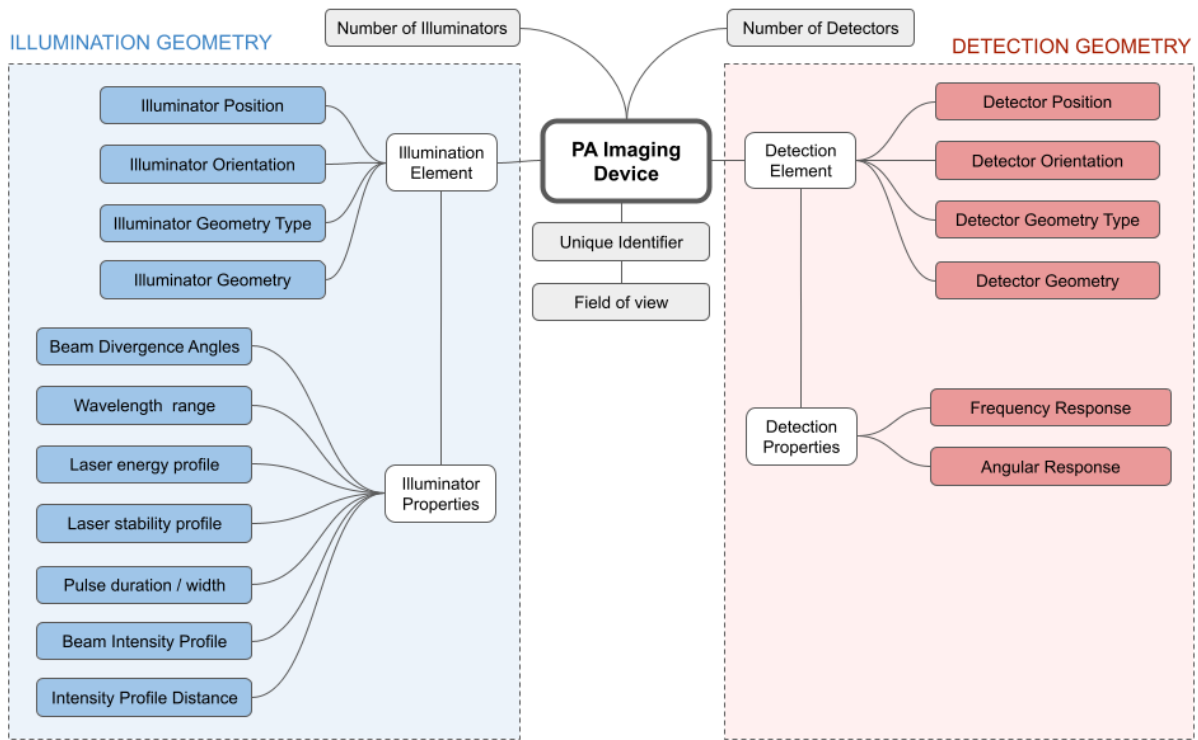 Number of Illuminators
Number of Detectors
ILLUMINATION GEOMETRY
DETECTION GEOMETRY
Illuminator Position
Illuminator Orientation
Illuminator Geometry Type
Illuminator Geometry
Illumination
Element
PA Imaging
Device
Unique Identifier
Field of view
Detection
Element
Detector Position
Detector Orientation
Detector Geometry Type
Detector Geometry
Beam Divergence Angles
Wavelength range
Laser energy profile
Laser stability profile
Pulse duration / width
Beam Intensity Profile
Intensity Profile Distance
Illuminator
Properties
Detection
Properties
Frequency Response
Angular Response